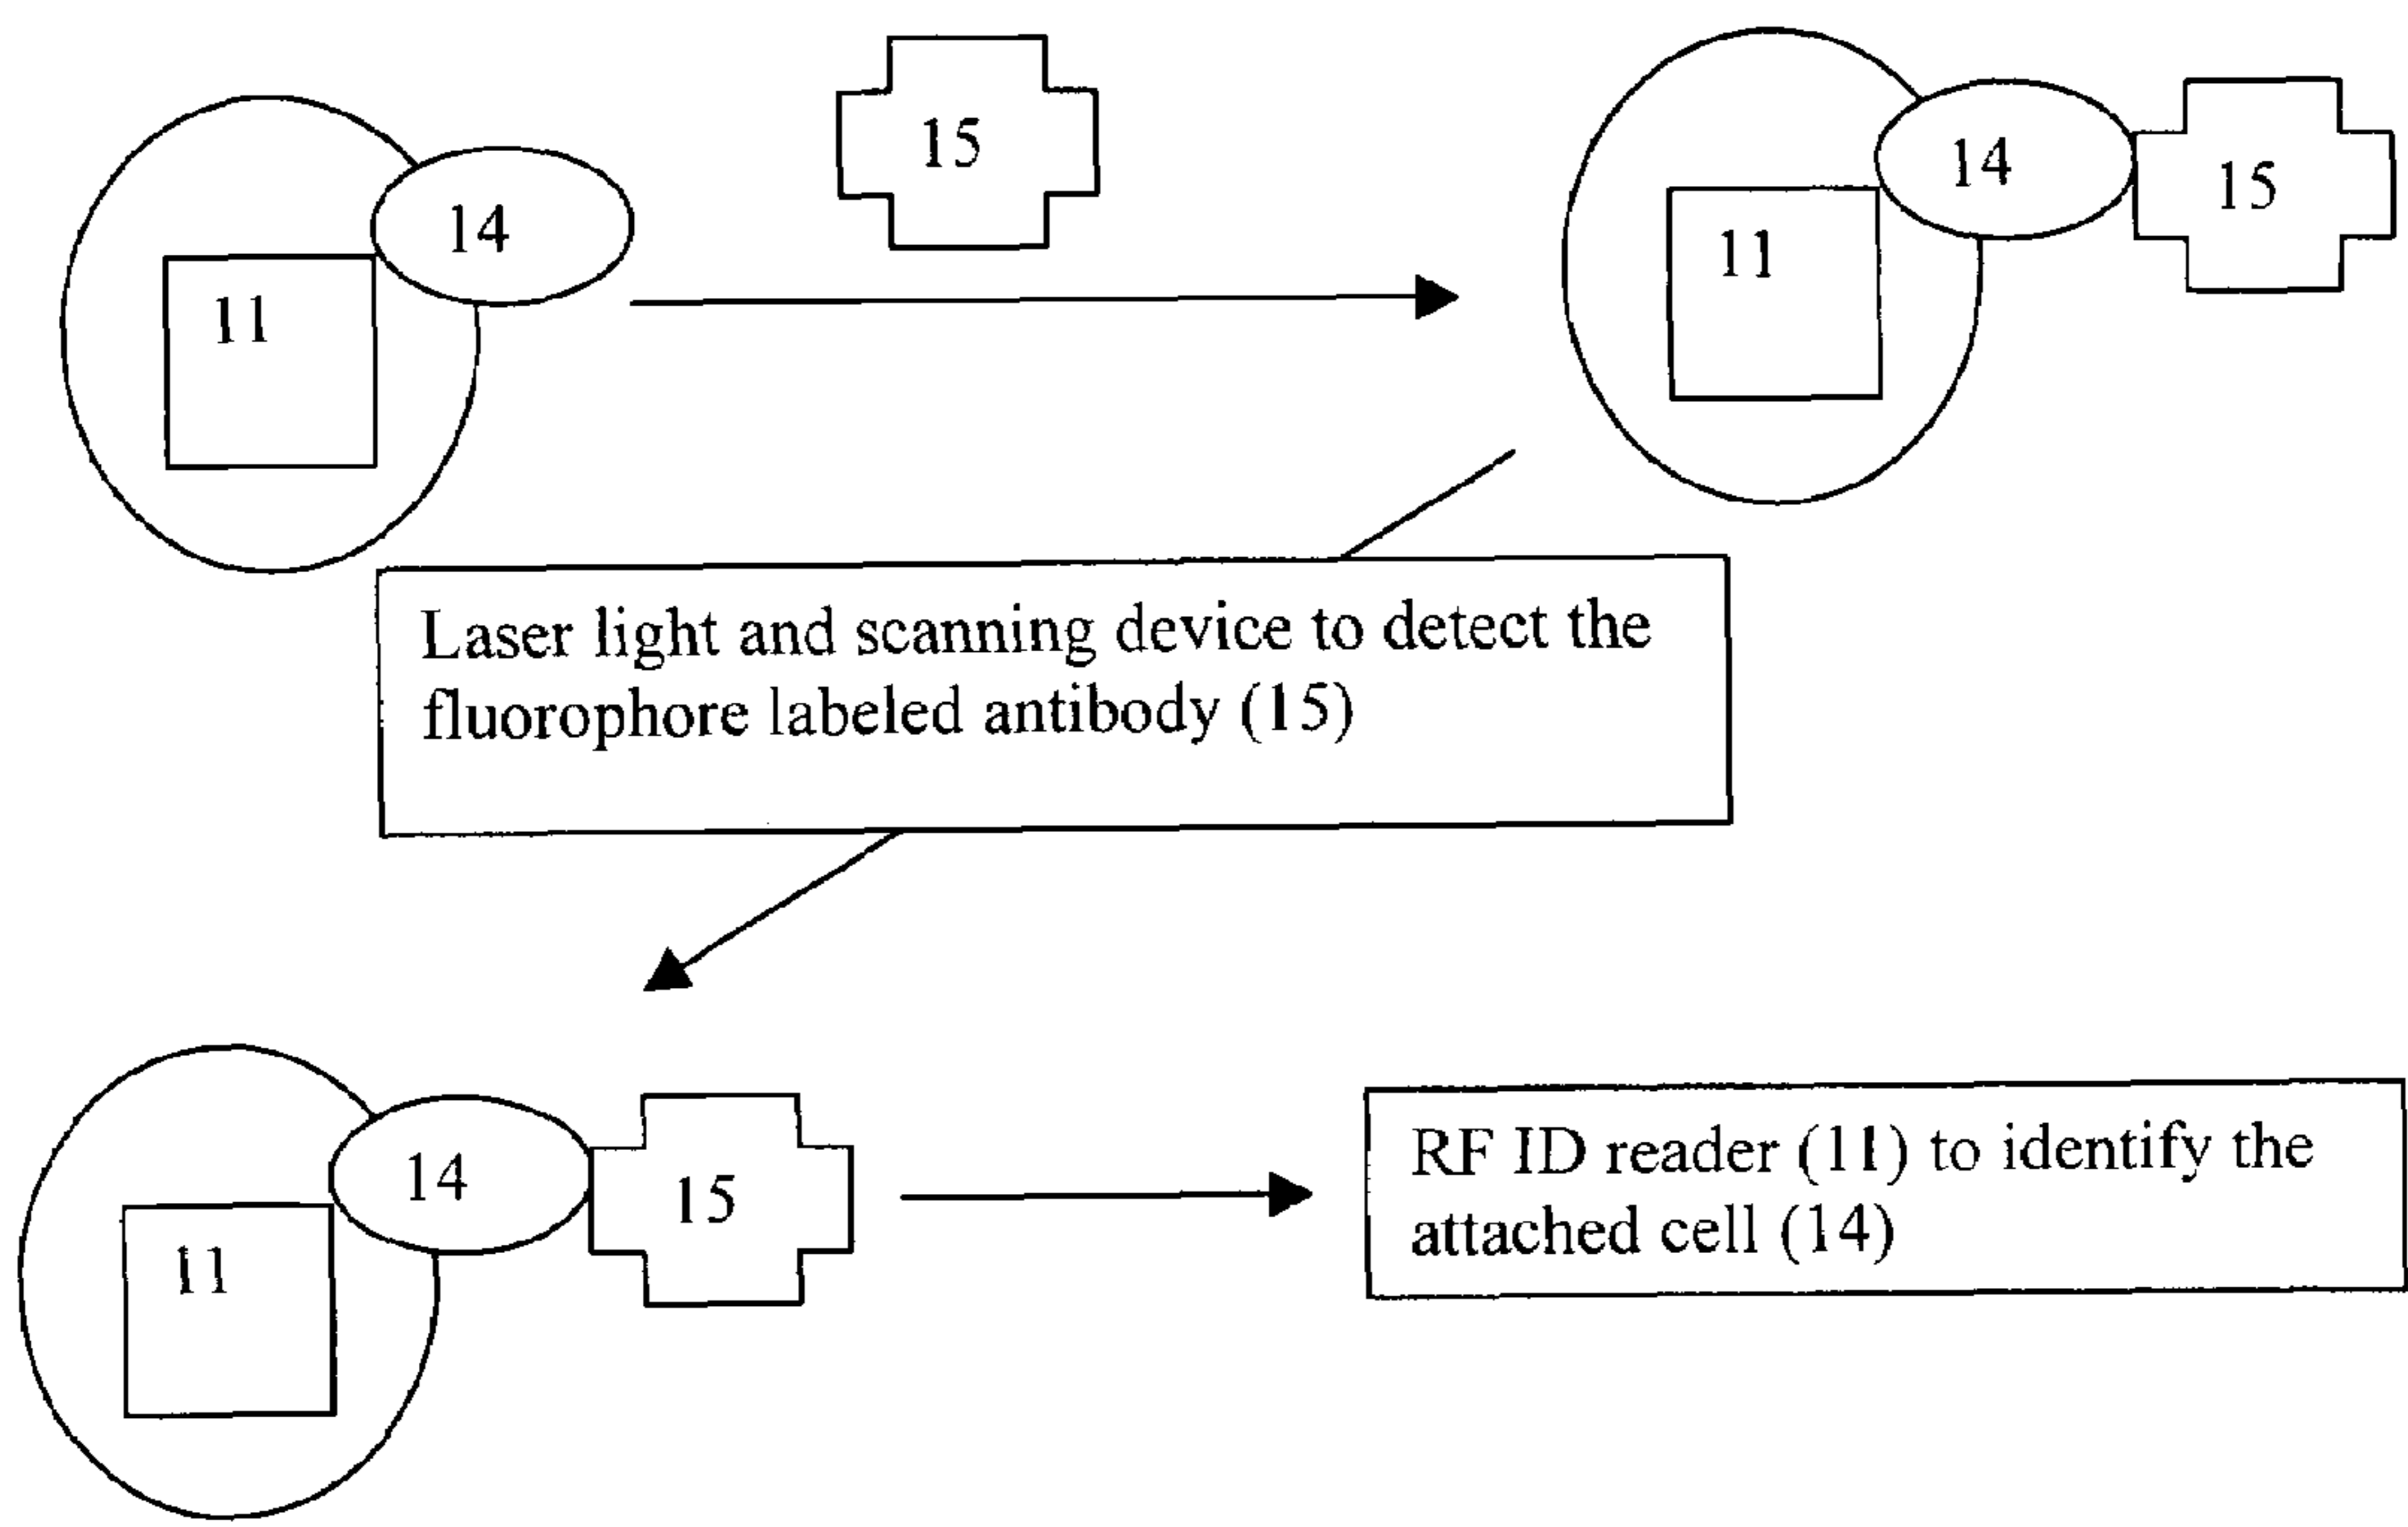 15
14
11
14
15
11
Laser light and scanning device to detect the
fluorophore labeled antibody (15)
14
15
11
RF ID reader (11) to identify the
attached cell (14)